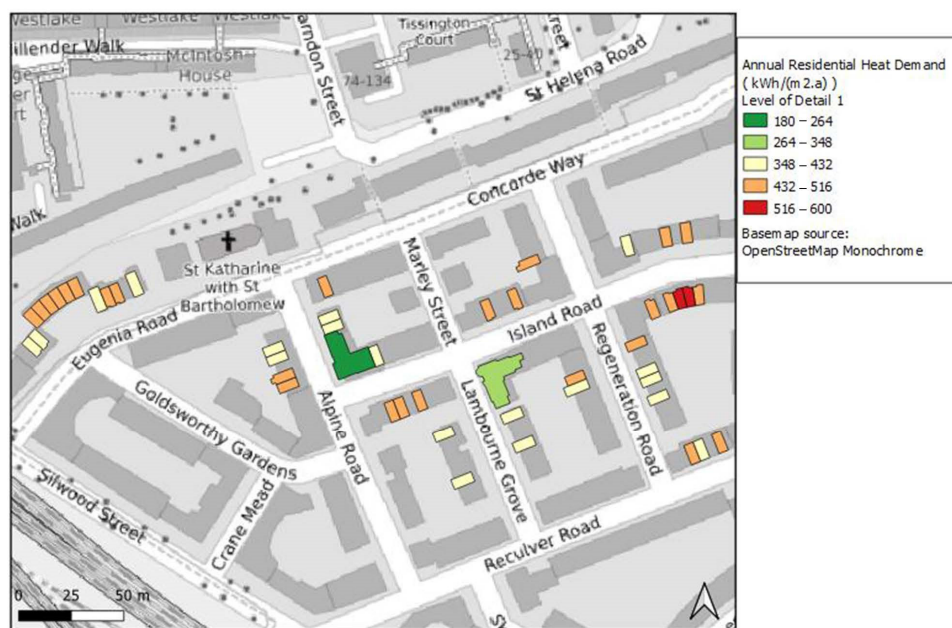 Westlake
Westlake
Westlake
Tissington
Court
McIntosh
House
74-134
25-40
St Helena Road
Walk
Concorde Way
St Katharine
with St
Bartholomew
Marley Street
Eugenia Road
Island Road
Regeneration Road
Goldsworthy Gardens
Alpine Road
Lambourne Grove
Silwood Street
Crane Mead
Reculver Road
0 25 50 m
Annual Residential Heat Demand
( kWh/(m2.a) )
Level of Detail 1
180 – 264
264 – 348
348 – 432
432 – 516
516 – 600
Basemap source:
OpenStreetMap Monochrome